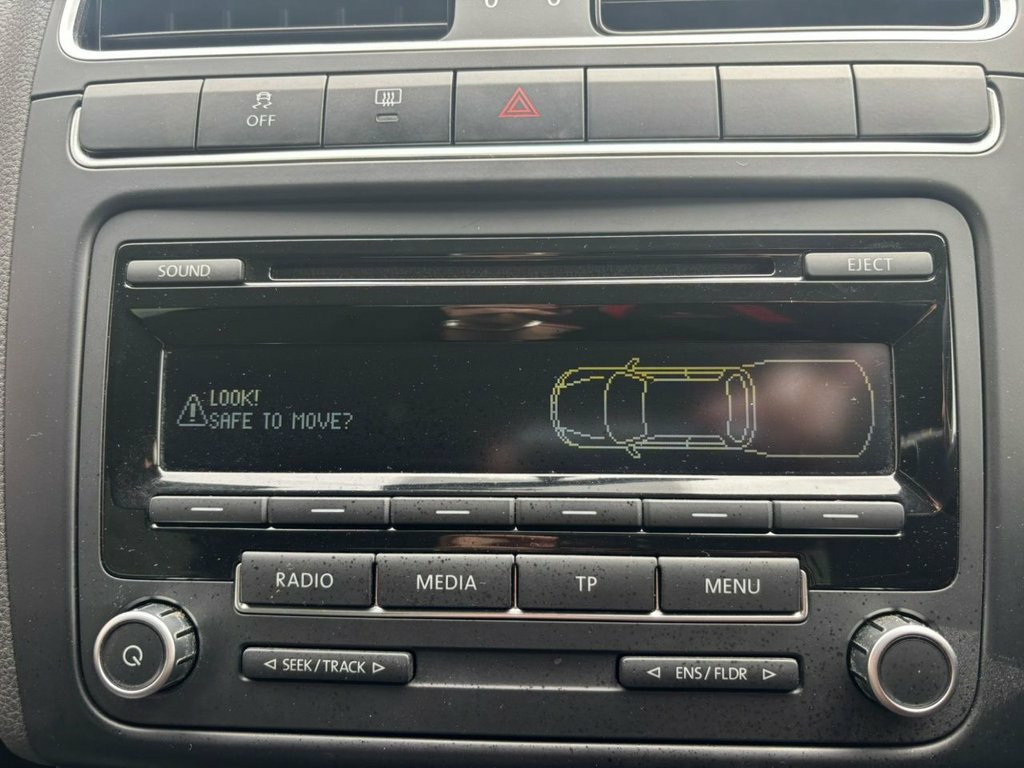 OFF
SOUND
EJECT
LOOK!
SAFE TO MOVE?
RADIO
MEDIA
TP
MENU
SEEK/TRACK
ENS/FLDR